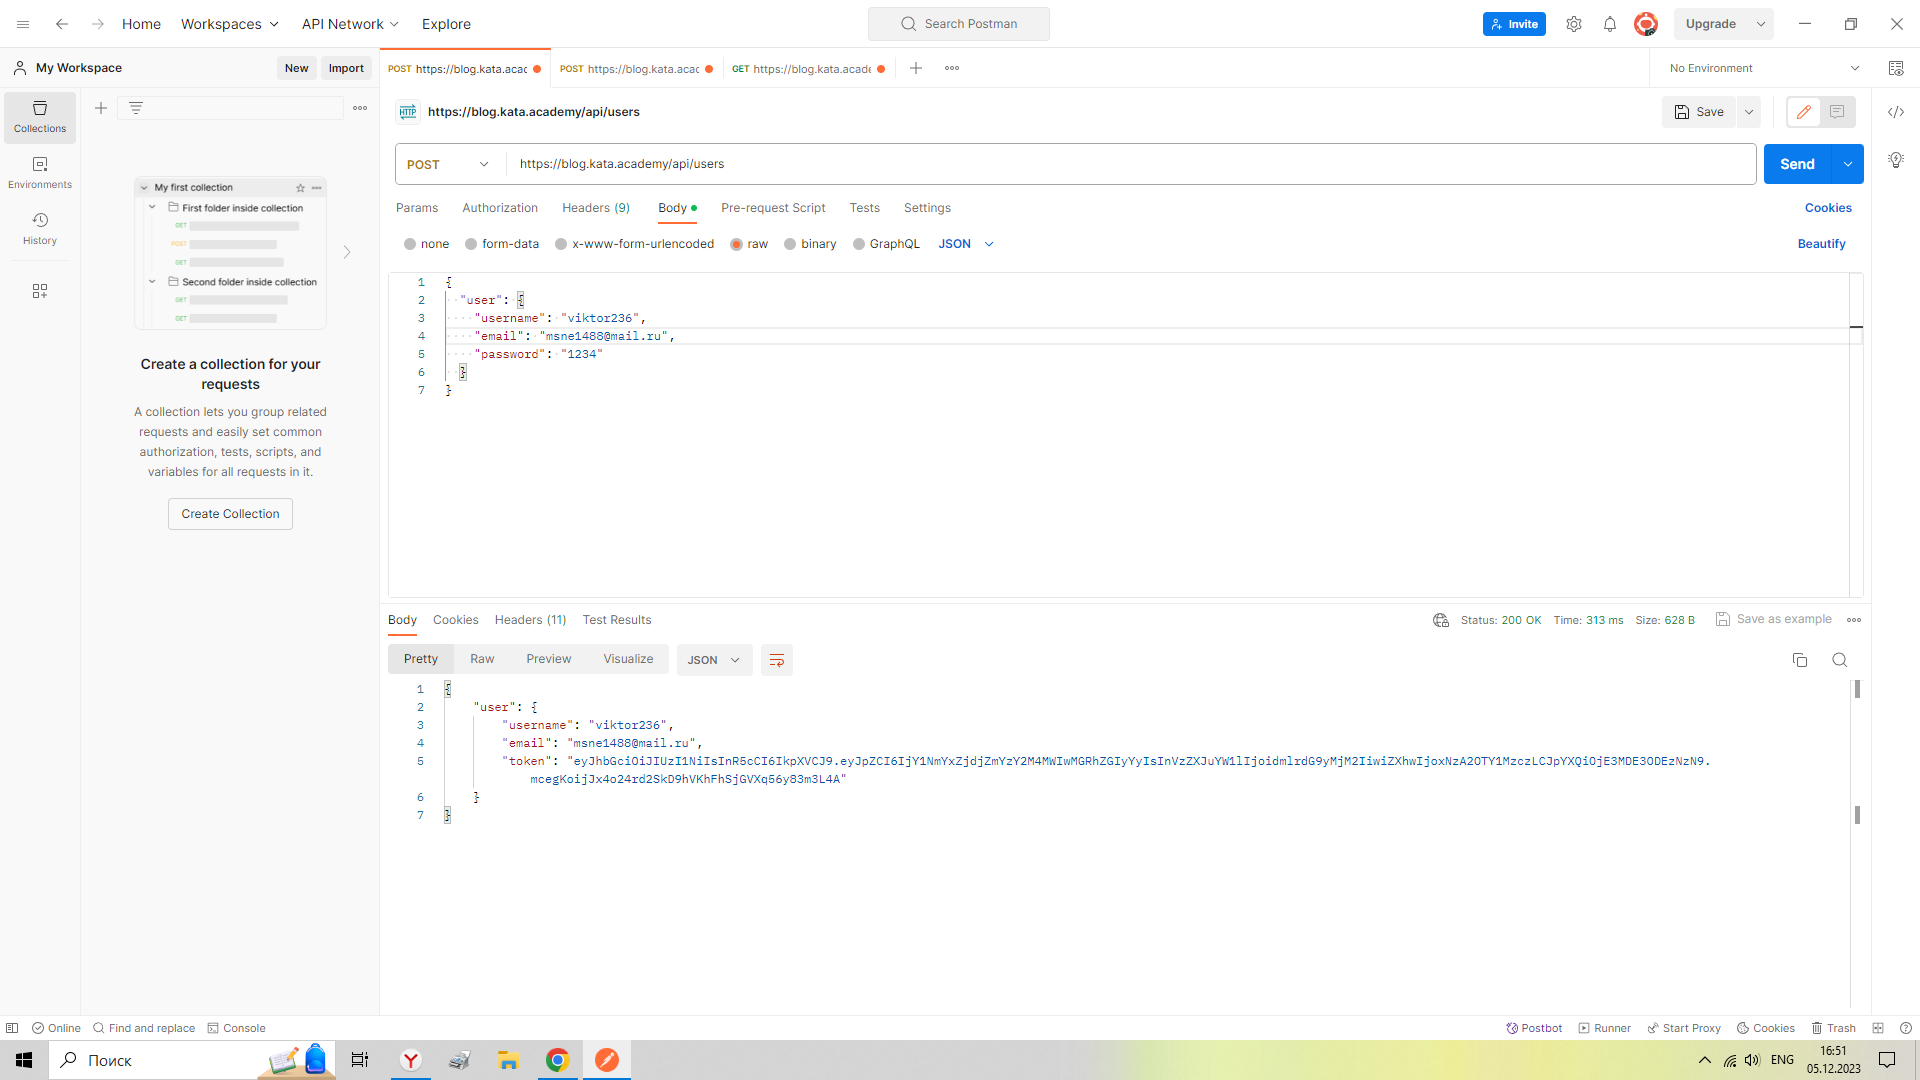 Home Workspaces API Network Explore Search Postman Invite Upgrade
My Workspace New Import POST https://blog.kata.acac POST https://blog.kata.acac GET https://blog.kata.acade No Environment
Collections
Environments
History
My first collection
First folder inside collection
GET
POST
GET
Second folder inside collection
GET
GET
Create a collection for your
requests
A collection lets you group related
requests and easily set common
authorization, tests, scripts, and
variables for all requests in it.
Create Collection
HTTP https://blog.kata.academy/api/users Save
POST https://blog.kata.academy/api/users Send
Params Authorization Headers (9) Body Pre-request Script Tests Settings Cookies
none form-data x-www-form-urlencoded raw binary GraphQL JSON Beautify
1 {
2 "user": {
3 "username": "viktor236",
4 "email": "msne1488@mail.ru",
5 "password": "1234"
6 }
7 }
Body Cookies Headers (11) Test Results Status: 200 OK Time: 313 ms Size: 628 B Save as example
Pretty Raw Preview Visualize JSON
1 {
2 "user": {
3 "username": "viktor236",
4 "email": "msne1488@mail.ru",
5 "token": "eyJhbGciOiJIUzI1NiIsInR5cCI6IkpXVCJ9.eyJpZCI6IjY1NmYxZjdjZmYzY2M4MWIwMGRhZGIyYyIsInVzZXJuYW1lIjoidmlrdG9yMjM2IiwiZXhwIjoxNzA2OTY1MzczLCJpYXQiOjE3MDE3ODEzNzN9.
mcegKoijJx4o24rd2SkD9hVKhFhSjGVXq56y83m3L4A"
6 }
7 }
Online Find and replace Console Postbot Runner Start Proxy Cookies Trash
Поиск ENG 16:51
05.12.2023